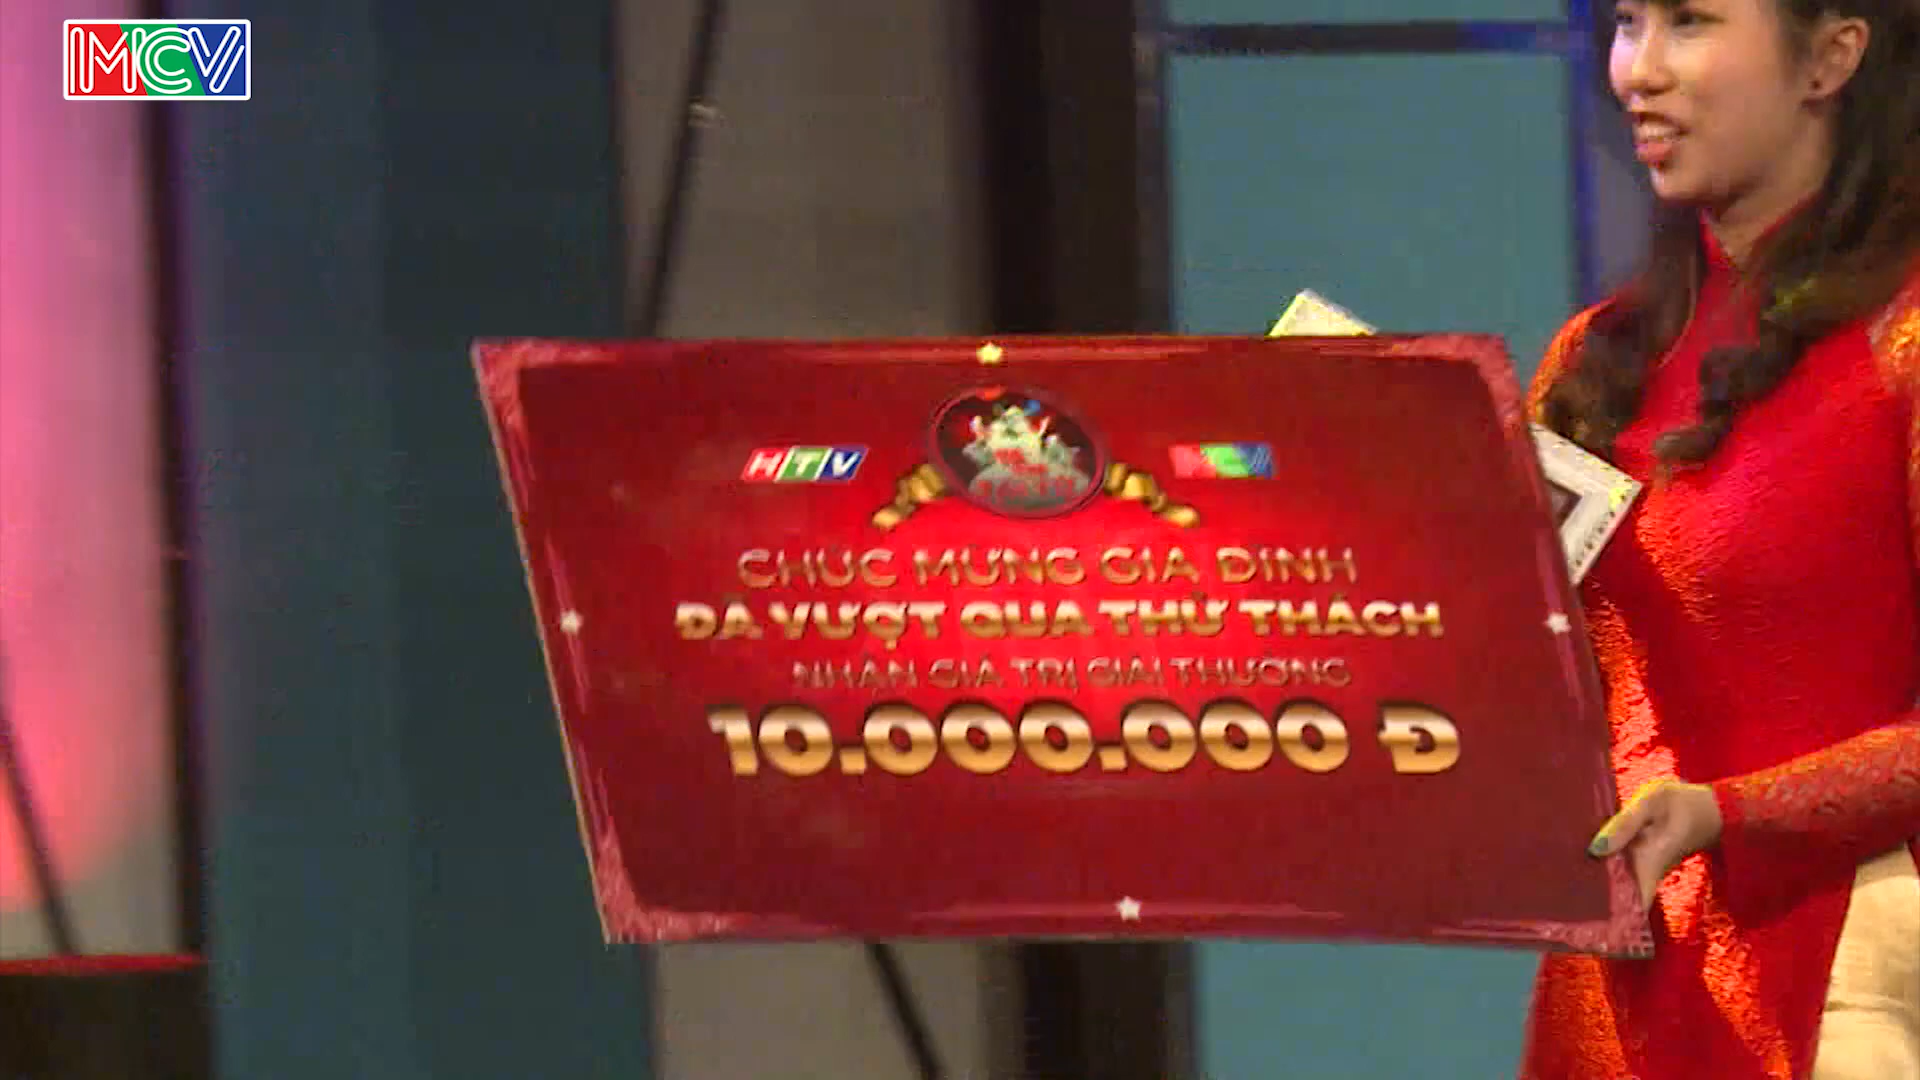 MCV
HTV
MCV
CHÚC MỪNG GIA ĐÌNH
ĐÃ VƯỢT QUA THỬ THÁCH
NHẬN GIÁ TRỊ GIẢI THƯỞNG
10.000.000 Đ